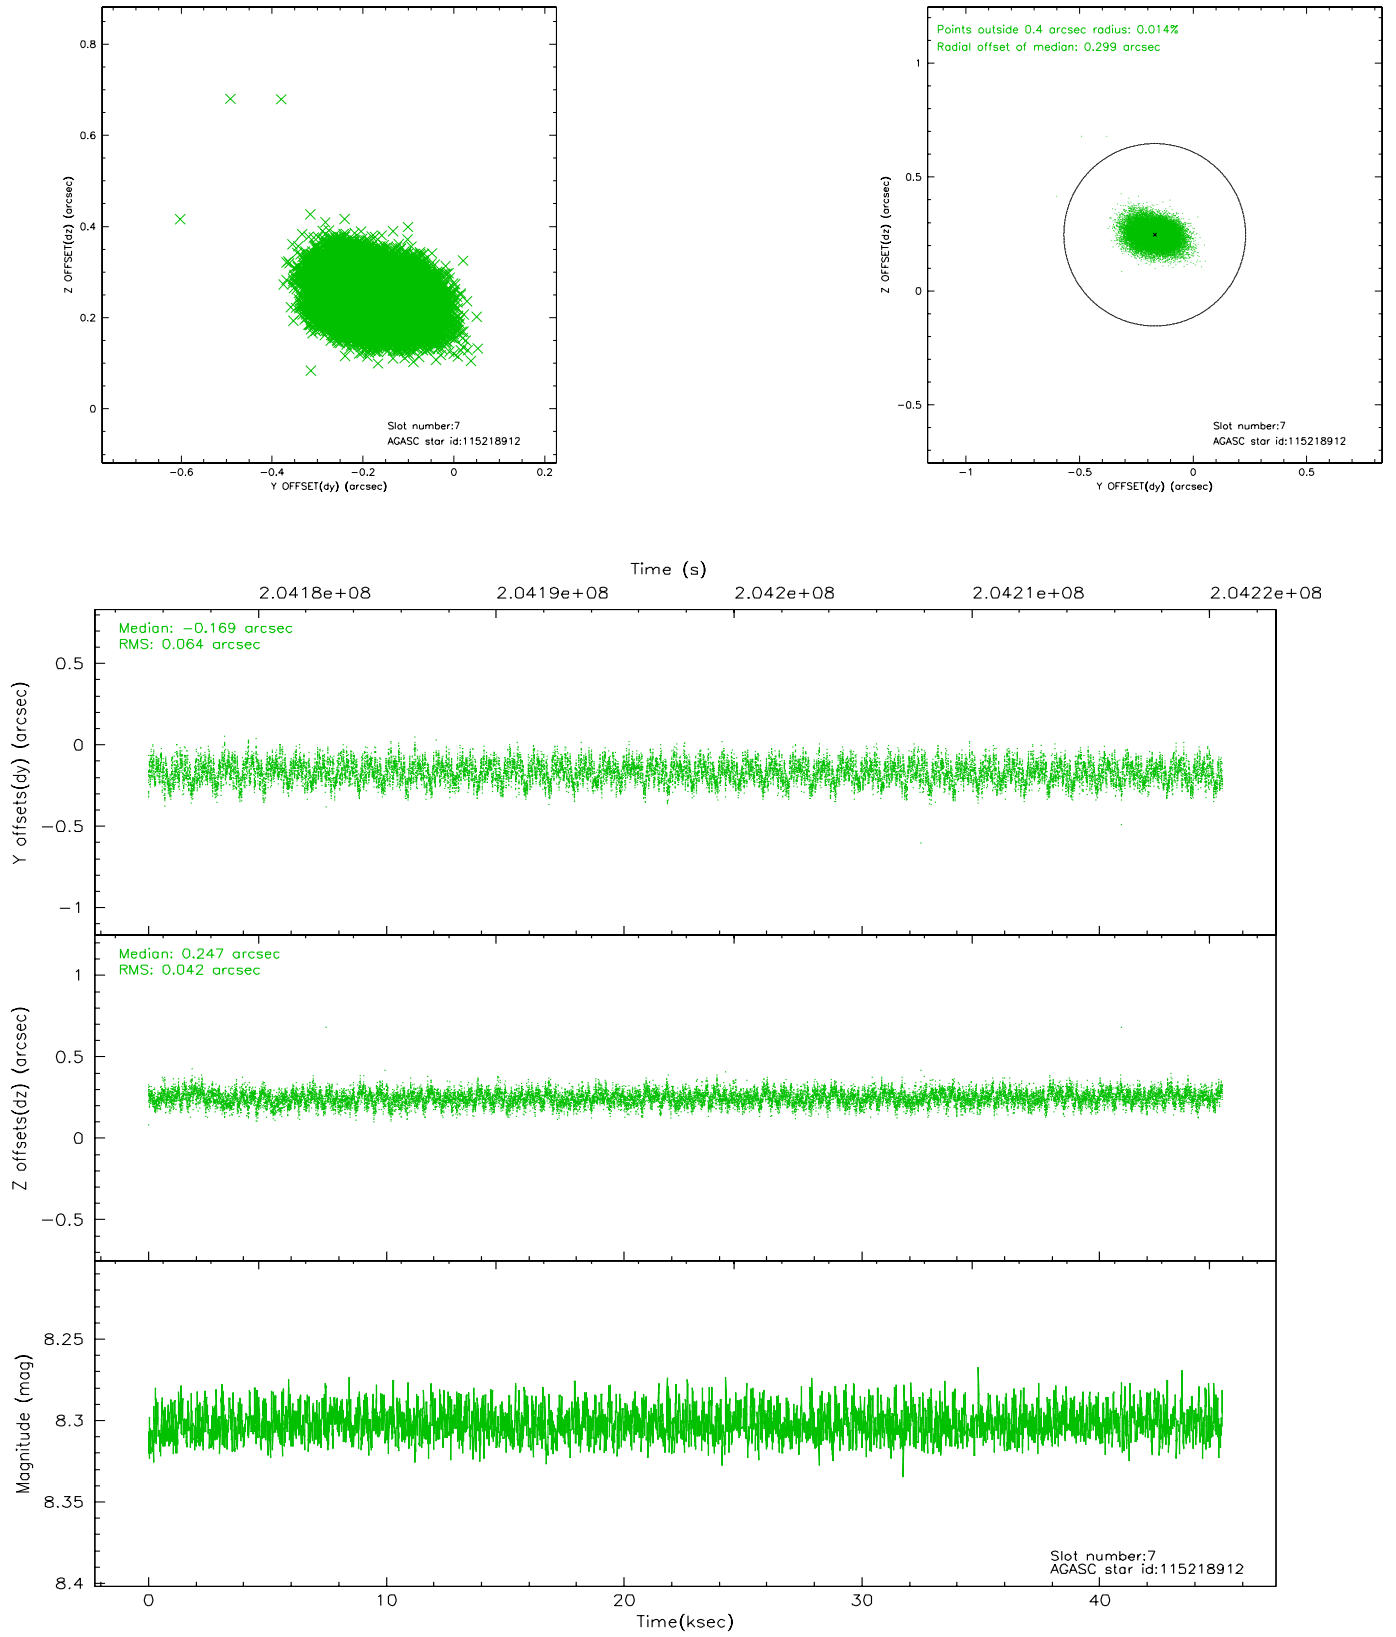 0.8
0.6
0.4
0.2
0
Z OFFSET(dz) (arcsec)
Slot number:7
AGASC star id:115218912
−0.6 −0.4 −0.2 0 0.2
Y OFFSET(dy) (arcsec)
Points outside 0.4 arcsec radius: 0.014%
Radial offset of median: 0.299 arcsec
1
0.5
0
−0.5
Z OFFSET(dz) (arcsec)
Slot number:7
AGASC star id:115218912
−1 −0.5 0 0.5
Y OFFSET(dy) (arcsec)
Time (s)
2.0418e+08 2.0419e+08 2.042e+08 2.0421e+08 2.0422e+08
Median: −0.169 arcsec
RMS: 0.064 arcsec
0.5
0
−0.5
−1
Y offsets(dy) (arcsec)
Median: 0.247 arcsec
RMS: 0.042 arcsec
1
0.5
0
−0.5
Z offsets(dz) (arcsec)
8.25
8.3
8.35
8.4
Magnitude (mag)
Slot number:7
AGASC star id:115218912
0 10 20 30 40
Time(ksec)